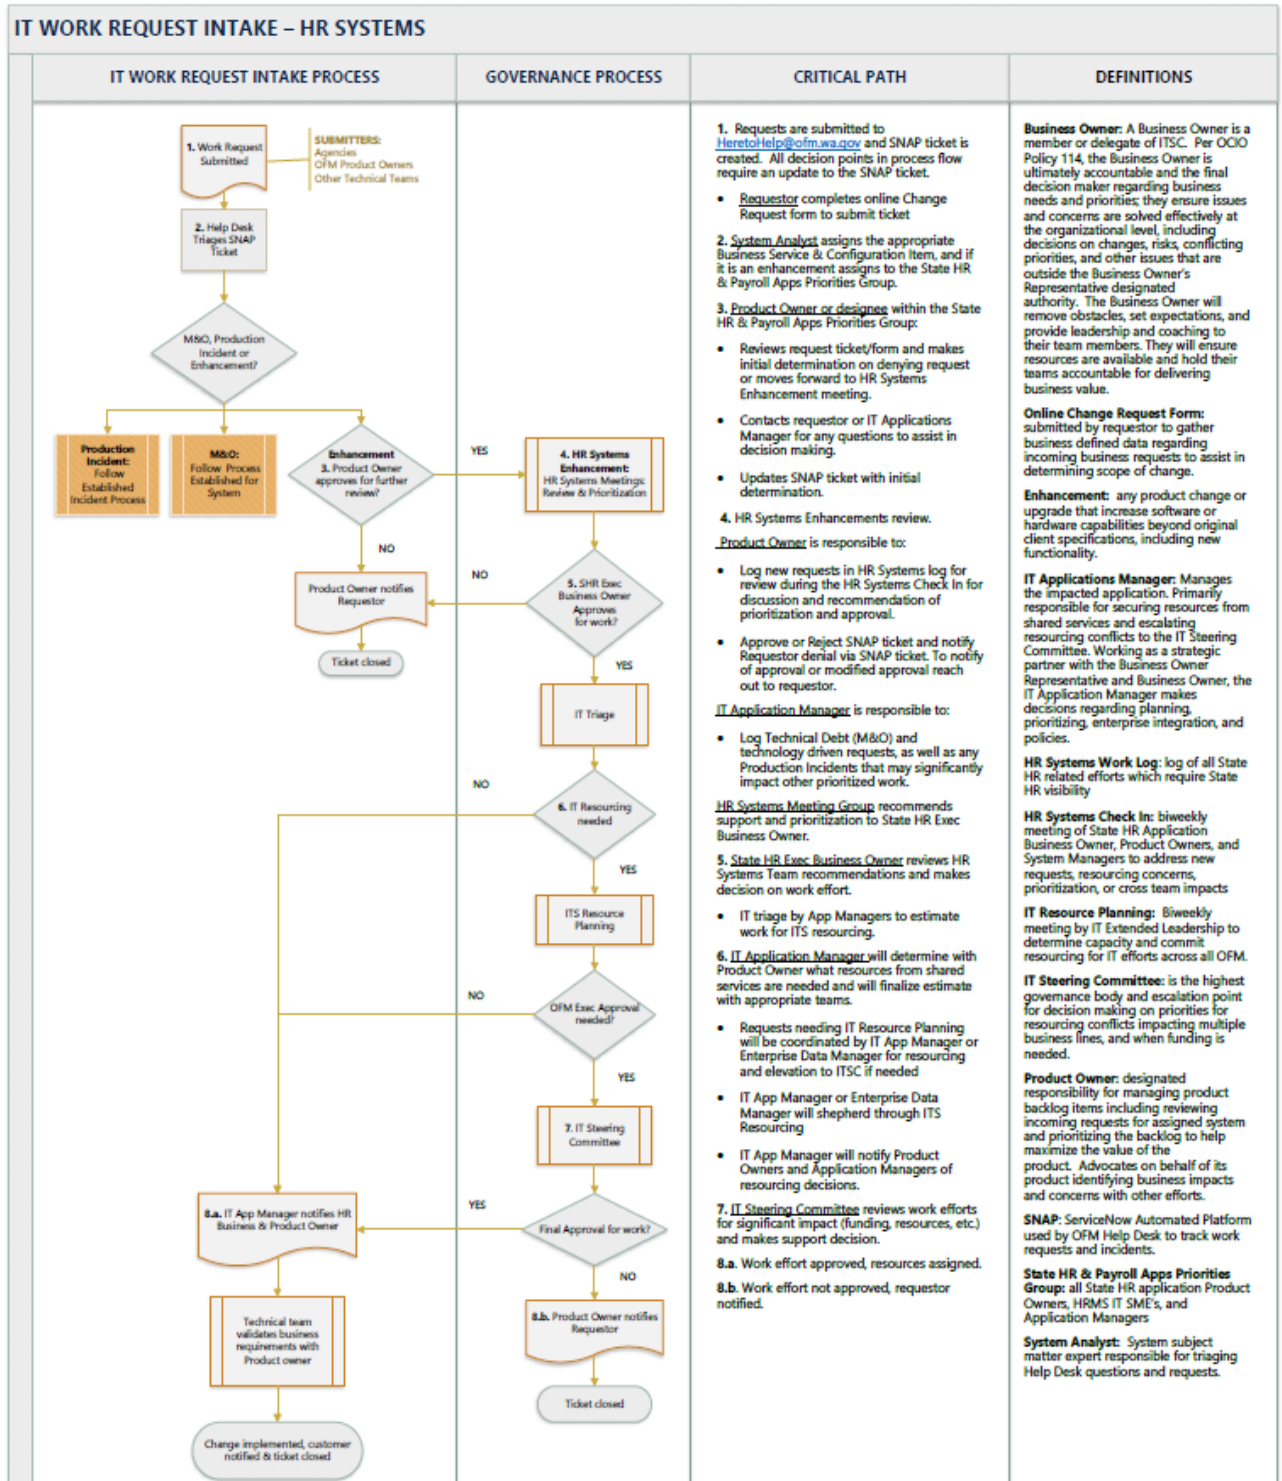 IT WORK REQUEST INTAKE – HR SYSTEMS
IT WORK REQUEST INTAKE PROCESS
GOVERNANCE PROCESS
CRITICAL PATH
DEFINITIONS
1. Work Request
Submitted
SUBMITTERS:
Agencies
OFM Product Owners
Other Technical Teams
2. Help Desk
Triages SNAP
Ticket
M&O, Production
Incident or
Enhancement?
Production
Incident:
Follow
Established
Incident Process
M&O:
Follow Process
Established for
System
Enhancement
3. Product Owner
approves for further
review?
YES
NO
Product Owner notifies
Requestor
Ticket closed
8.a. IT App Manager notifies HR
Business & Product Owner
Technical team
validates business
requirements with
Product owner
Change implemented, customer
notified & ticket closed
4. HR Systems
Enhancement:
HR Systems Meetings:
Review & Prioritization
NO
5. SHR Exec
Business Owner
Approves
for work?
YES
IT Triage
NO
6. IT Resourcing
needed
YES
ITS Resource
Planning
NO
OFM Exec Approval
needed?
YES
7. IT Steering
Committee
YES
Final Approval for work?
NO
8.b. Product Owner notifies
Requestor
Ticket closed
1. Requests are submitted to
HeretoHelp@ofm.wa.gov and SNAP ticket is
created. All decision points in process flow
require an update to the SNAP ticket.
• Requestor completes online Change
Request form to submit ticket
2. System Analyst assigns the appropriate
Business Service & Configuration Item, and if
it is an enhancement assigns to the State HR
& Payroll Apps Priorities Group.
3. Product Owner or designee within the State
HR & Payroll Apps Priorities Group:
• Reviews request ticket/form and makes
initial determination on denying request
or moves forward to HR Systems
Enhancement meeting.
• Contacts requestor or IT Applications
Manager for any questions to assist in
decision making.
• Updates SNAP ticket with initial
determination.
4. HR Systems Enhancements review.
Product Owner is responsible to:
• Log new requests in HR Systems log for
review during the HR Systems Check In for
discussion and recommendation of
prioritization and approval.
• Approve or Reject SNAP ticket and notify
Requestor denial via SNAP ticket. To notify
of approval or modified approval reach
out to requestor.
IT Application Manager is responsible to:
• Log Technical Debt (M&O) and
technology driven requests, as well as any
Production Incidents that may significantly
impact other prioritized work.
HR Systems Meeting Group recommends
support and prioritization to State HR Exec
Business Owner.
5. State HR Exec Business Owner reviews HR
Systems Team recommendations and makes
decision on work effort.
• IT triage by App Managers to estimate
work for ITS resourcing.
6. IT Application Manager will determine with
Product Owner what resources from shared
services are needed and will finalize estimate
with appropriate teams.
• Requests needing IT Resource Planning
will be coordinated by IT App Manager or
Enterprise Data Manager for resourcing
and elevation to ITSC if needed
• IT App Manager or Enterprise Data
Manager will shepherd through ITS
Resourcing
• IT App Manager will notify Product
Owners and Application Managers of
resourcing decisions.
7. IT Steering Committee reviews work efforts
for significant impact (funding, resources, etc.)
and makes support decision.
8.a. Work effort approved, resources assigned.
8.b. Work effort not approved, requestor
notified.
Business Owner: A Business Owner is a
member or delegate of ITSC. Per OCIO
Policy 114, the Business Owner is
ultimately accountable and the final
decision maker regarding business
needs and priorities; they ensure issues
and concerns are solved effectively at
the organizational level, including
decisions on changes, risks, conflicting
priorities, and other issues that are
outside the Business Owner's
Representative designated
authority. The Business Owner will
remove obstacles, set expectations, and
provide leadership and coaching to
their team members. They will ensure
resources are available and hold their
teams accountable for delivering
business value.
Online Change Request Form:
submitted by requestor to gather
business defined data regarding
incoming business requests to assist in
determining scope of change.
Enhancement: any product change or
upgrade that increase software or
hardware capabilities beyond original
client specifications, including new
functionality.
IT Applications Manager: Manages
the impacted application. Primarily
responsible for securing resources from
shared services and escalating
resourcing conflicts to the IT Steering
Committee. Working as a strategic
partner with the Business Owner
Representative and Business Owner, the
IT Application Manager makes
decisions regarding planning,
prioritizing, enterprise integration, and
policies.
HR Systems Work Log: log of all State
HR related efforts which require State
HR visibility
HR Systems Check In: biweekly
meeting of State HR Application
Business Owner, Product Owners, and
System Managers to address new
requests, resourcing concerns,
prioritization, or cross team impacts
IT Resource Planning: Biweekly
meeting by IT Extended Leadership to
determine capacity and commit
resourcing for IT efforts across all OFM.
IT Steering Committee: is the highest
governance body and escalation point
for decision making on priorities for
resourcing conflicts impacting multiple
business lines, and when funding is
needed.
Product Owner: designated
responsibility for managing product
backlog items including reviewing
incoming requests for assigned system
and prioritizing the backlog to help
maximize the value of the
product. Advocates on behalf of its
product identifying business impacts
and concerns with other efforts.
SNAP: ServiceNow Automated Platform
used by OFM Help Desk to track work
requests and incidents.
State HR & Payroll Apps Priorities
Group: all State HR application Product
Owners, HRMS IT SME's, and
Application Managers
System Analyst: System subject
matter expert responsible for triaging
Help Desk questions and requests.